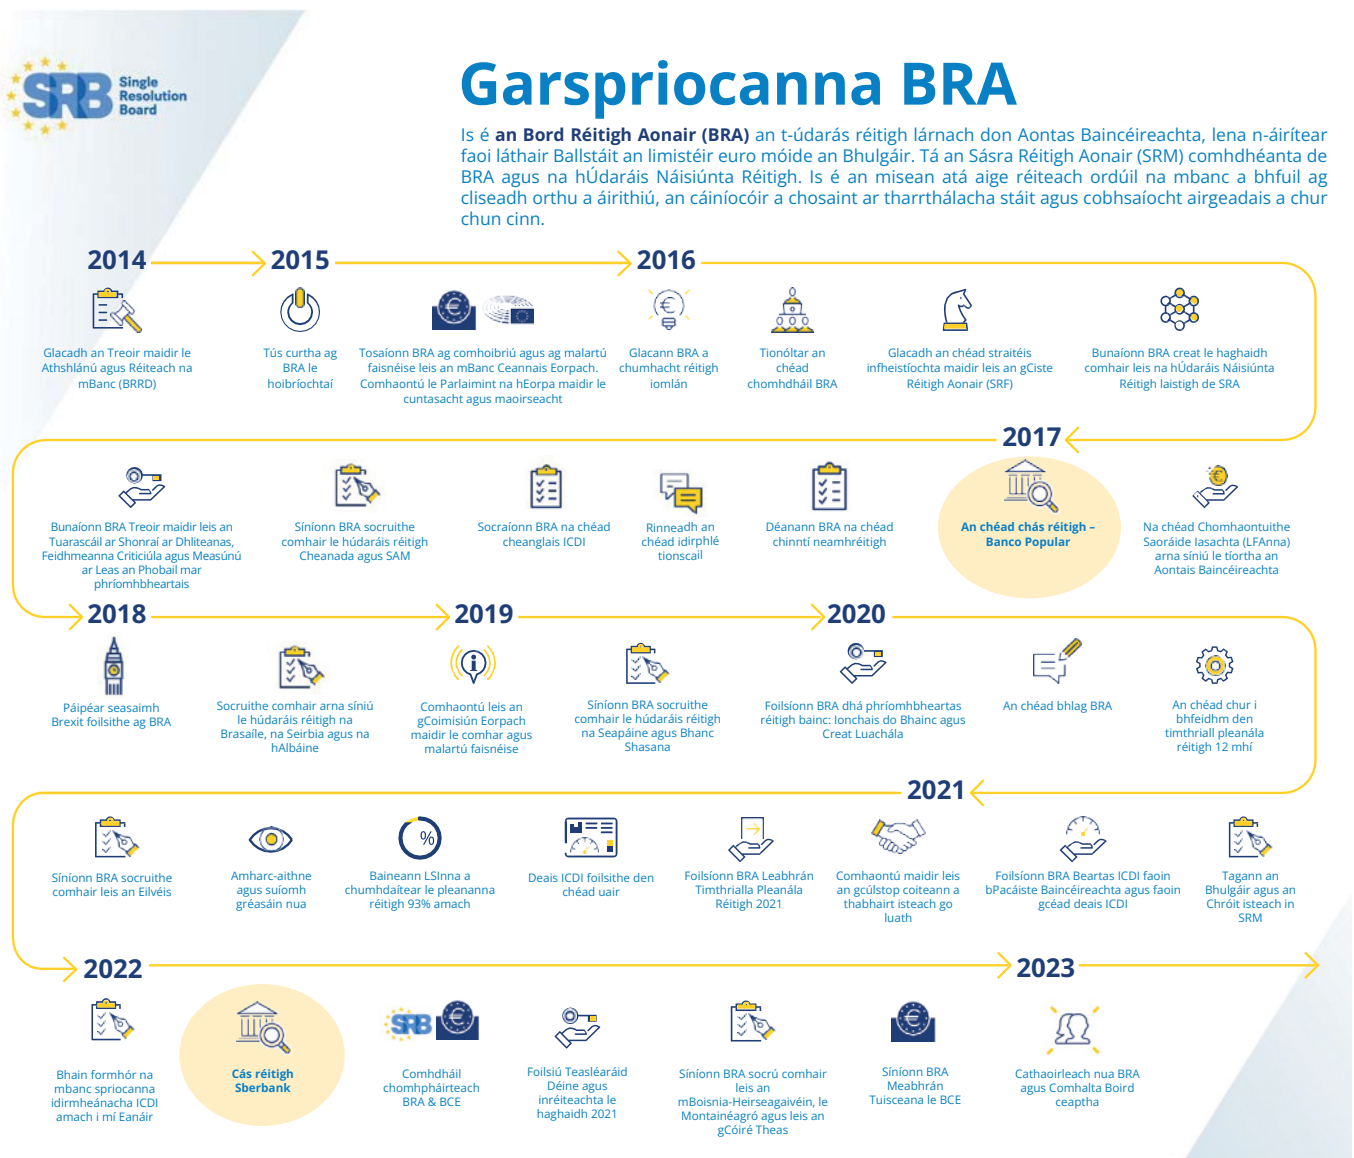 SRB
Single
Resolution
Board
Garspriocanna BRA
Is é an Bord Réitigh Aonair (BRA) an t-údarás réitigh lárnach don Aontas Baincéireachta, lena n-áirítear
faoi láthair Ballstáit an limistéir euro móide an Bhulgáir. Tá an Sásra Réitigh Aonair (SRM) comhdhéanta de
BRA agus na hÚdaráis Náisiúnta Réitigh. Is é an misean atá aige réiteach ordúil na mbanc a bhfuil ag
cliseadh orthu a áirithiú, an cáiníocóir a chosaint ar tharrthálacha stáit agus cobhsaíocht airgeadais a chur
chun cinn.
2014
Glacadh an Treoir maidir le
Athshlánú agus Réiteach na
mBanc (BRRD)
2015
Tús curtha ag
BRA le
hoibríochtaí
Tosaíonn BRA ag comhoibriú agus ag malartú
faisnéise leis an mBanc Ceannais Eorpach.
Comhaontú le Parlaimint na hEorpa maidir le
cuntasacht agus maoirseacht
2016
Glacann BRA a
chumhacht réitigh
iomlán
Tionóltar an
chéad
chomhdháil BRA
Glacadh an chéad straitéis
infheistíochta maidir leis an gCiste
Réitigh Aonair (SRF)
Bunaíonn BRA creat le haghaidh
comhair leis na hÚdaráis Náisiúnta
Réitigh laistigh de SRA
2017
Bunaíonn BRA Treoir maidir leis an
Tuarascáil ar Shonraí ar Dhliteanas,
Feidhmeanna Criticiúla agus Measúnú
ar Leas an Phobail mar
phríomhbheartais
Síníonn BRA socruithe
comhair le húdaráis réitigh
Cheanada agus SAM
Socraíonn BRA na chéad
cheanglais ICDI
Rinneadh an
chéad idirphlé
tionscail
Déanann BRA na chéad
chinntí neamhréitigh
An chéad chás réitigh –
Banco Popular
Na chéad Chomhaontuithe
Saoráide Iasachta (LFAnna)
arna síniú le tíortha an
Aontais Baincéireachta
2018
Páipéar seasaimh
Brexit foilsithe ag BRA
Socruithe comhair arna síniú
le húdaráis réitigh na
Brasaíle, na Seirbia agus na
hAlbáine
2019
Comhaontú leis an
gCoimisiún Eorpach
maidir le comhar agus
malartú faisnéise
Síníonn BRA socruithe
comhair le húdaráis réitigh
na Seapáine agus Bhanc
Shasana
2020
Foilsíonn BRA dhá phríomhbheartas
réitigh bainc: Ionchais do Bhainc agus
Creat Luachála
An chéad bhlag BRA
An chéad chur i
bhfeidhm den
timthriall pleanála
réitigh 12 mhí
2021
Síníonn BRA socruithe
comhair leis an Eilvéis
Amharc-aithne
agus suíomh
gréasáin nua
%
Baineann LSInna a
chumhdaítear le pleananna
réitigh 93% amach
Deais ICDI foilsithe den
chéad uair
Foilsíonn BRA Leabhrán
Timthrialla Pleanála
Réitigh 2021
Comhaontú maidir leis
an gcúlstop coiteann a
thabhairt isteach go
luath
Foilsíonn BRA Beartas ICDI faoin
bPacáiste Baincéireachta agus faoin
gcéad deais ICDI
Tagann an
Bhulgáir agus an
Chróit isteach in
SRM
2022
Bhain formhór na
mbanc spriocanna
idirmheánacha ICDI
amach i mí Eanáir
Cás réitigh
Sberbank
SRB
Comhdháil
chomhpháirteach
BRA & BCE
Foilsiú Teasléaráid
Déine agus
inréiteachta le
haghaidh 2021
Síníonn BRA socrú comhair
leis an
mBoisnia-Heirseagaivéin, le
Montainéagró agus leis an
gCóiré Theas
Síníonn BRA
Meabhrán
Tuisceana le BCE
2023
Cathaoirleach nua BRA
agus Comhalta Boird
ceaptha